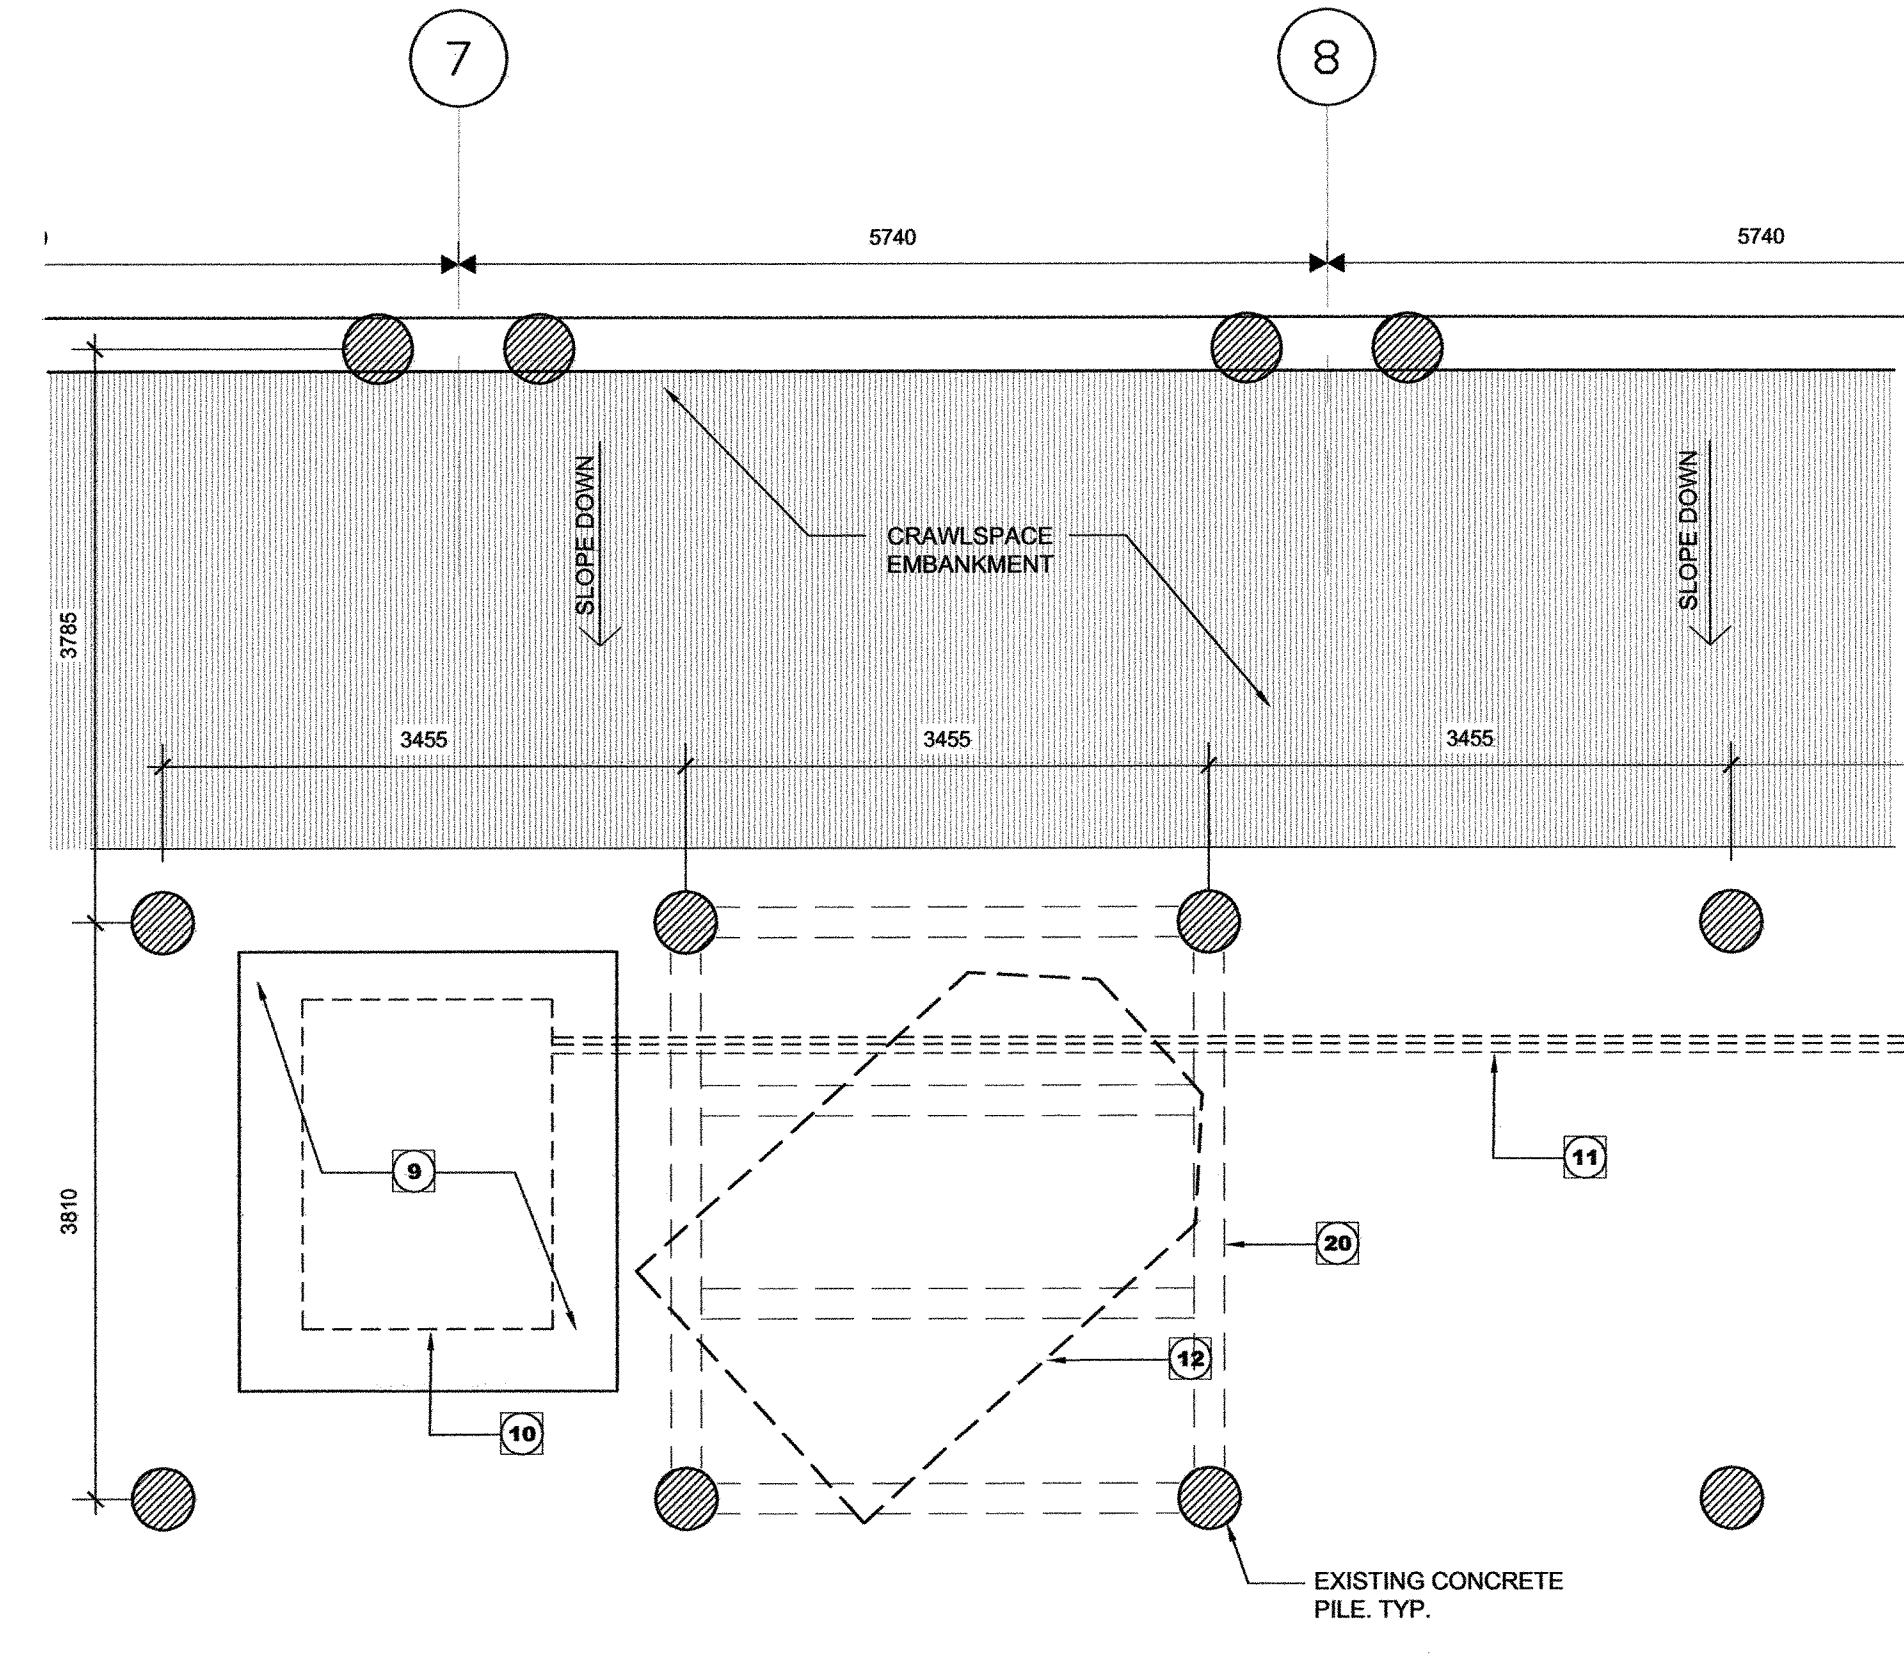 7
8
5740
5740
SLOPE DOWN
SLOPE DOWN
CRAWLSPACE
EMBANKMENT
3785
3455
3455
3455
9
11
3810
20
12
10
EXISTING CONCRETE
PILE. TYP.